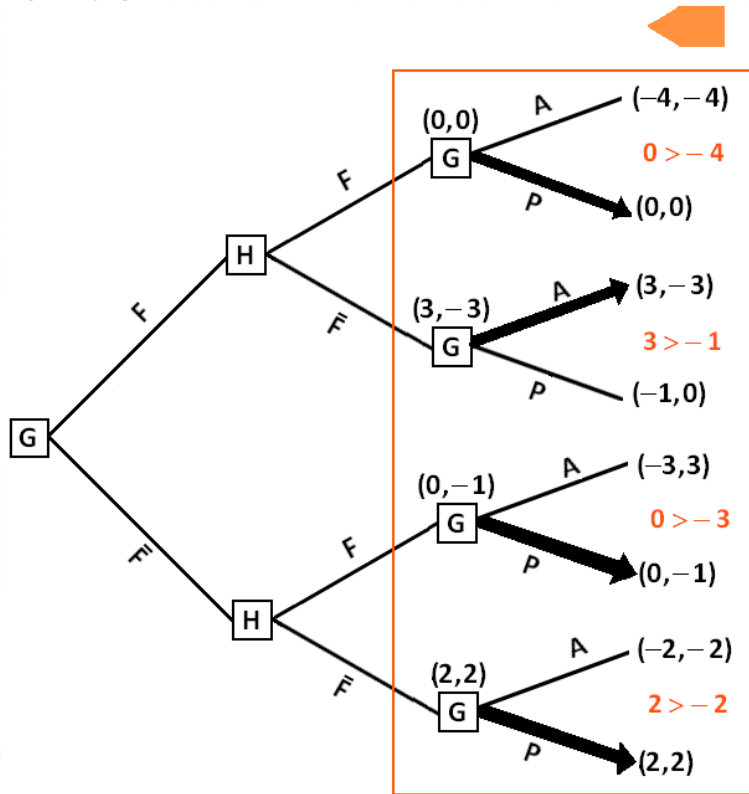 A
(−4,−4)
(0,0)
G
0 > − 4
F
P
(0,0)
H
F
F̄
(3,−3)
A
(3,−3)
G
3 > − 1
P
(−1,0)
G
F̄
(0,−1)
A
(−3,3)
G
0 > − 3
F
P
(0,−1)
H
F̄
(2,2)
A
(−2,−2)
G
2 > − 2
P
(2,2)